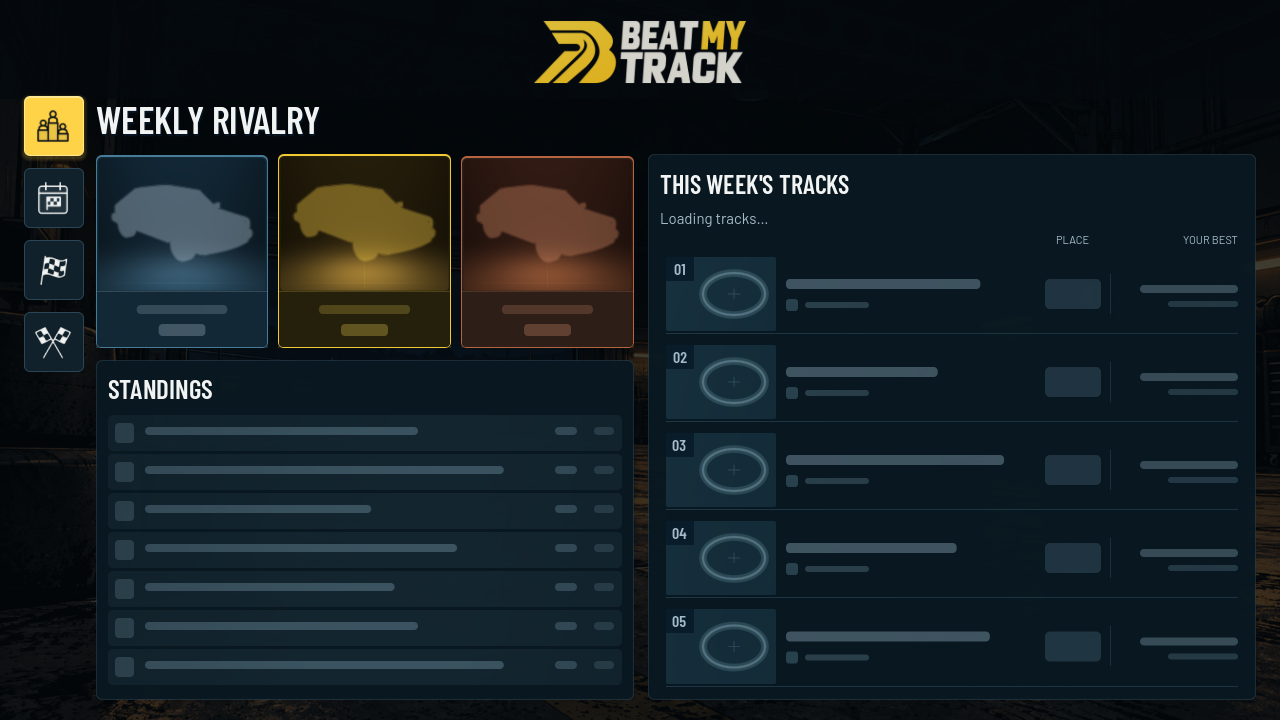 BEAT MY
TRACK
WEEKLY RIVALRY
STANDINGS
THIS WEEK'S TRACKS
Loading tracks...
PLACE YOUR BEST
01
02
03
04
05